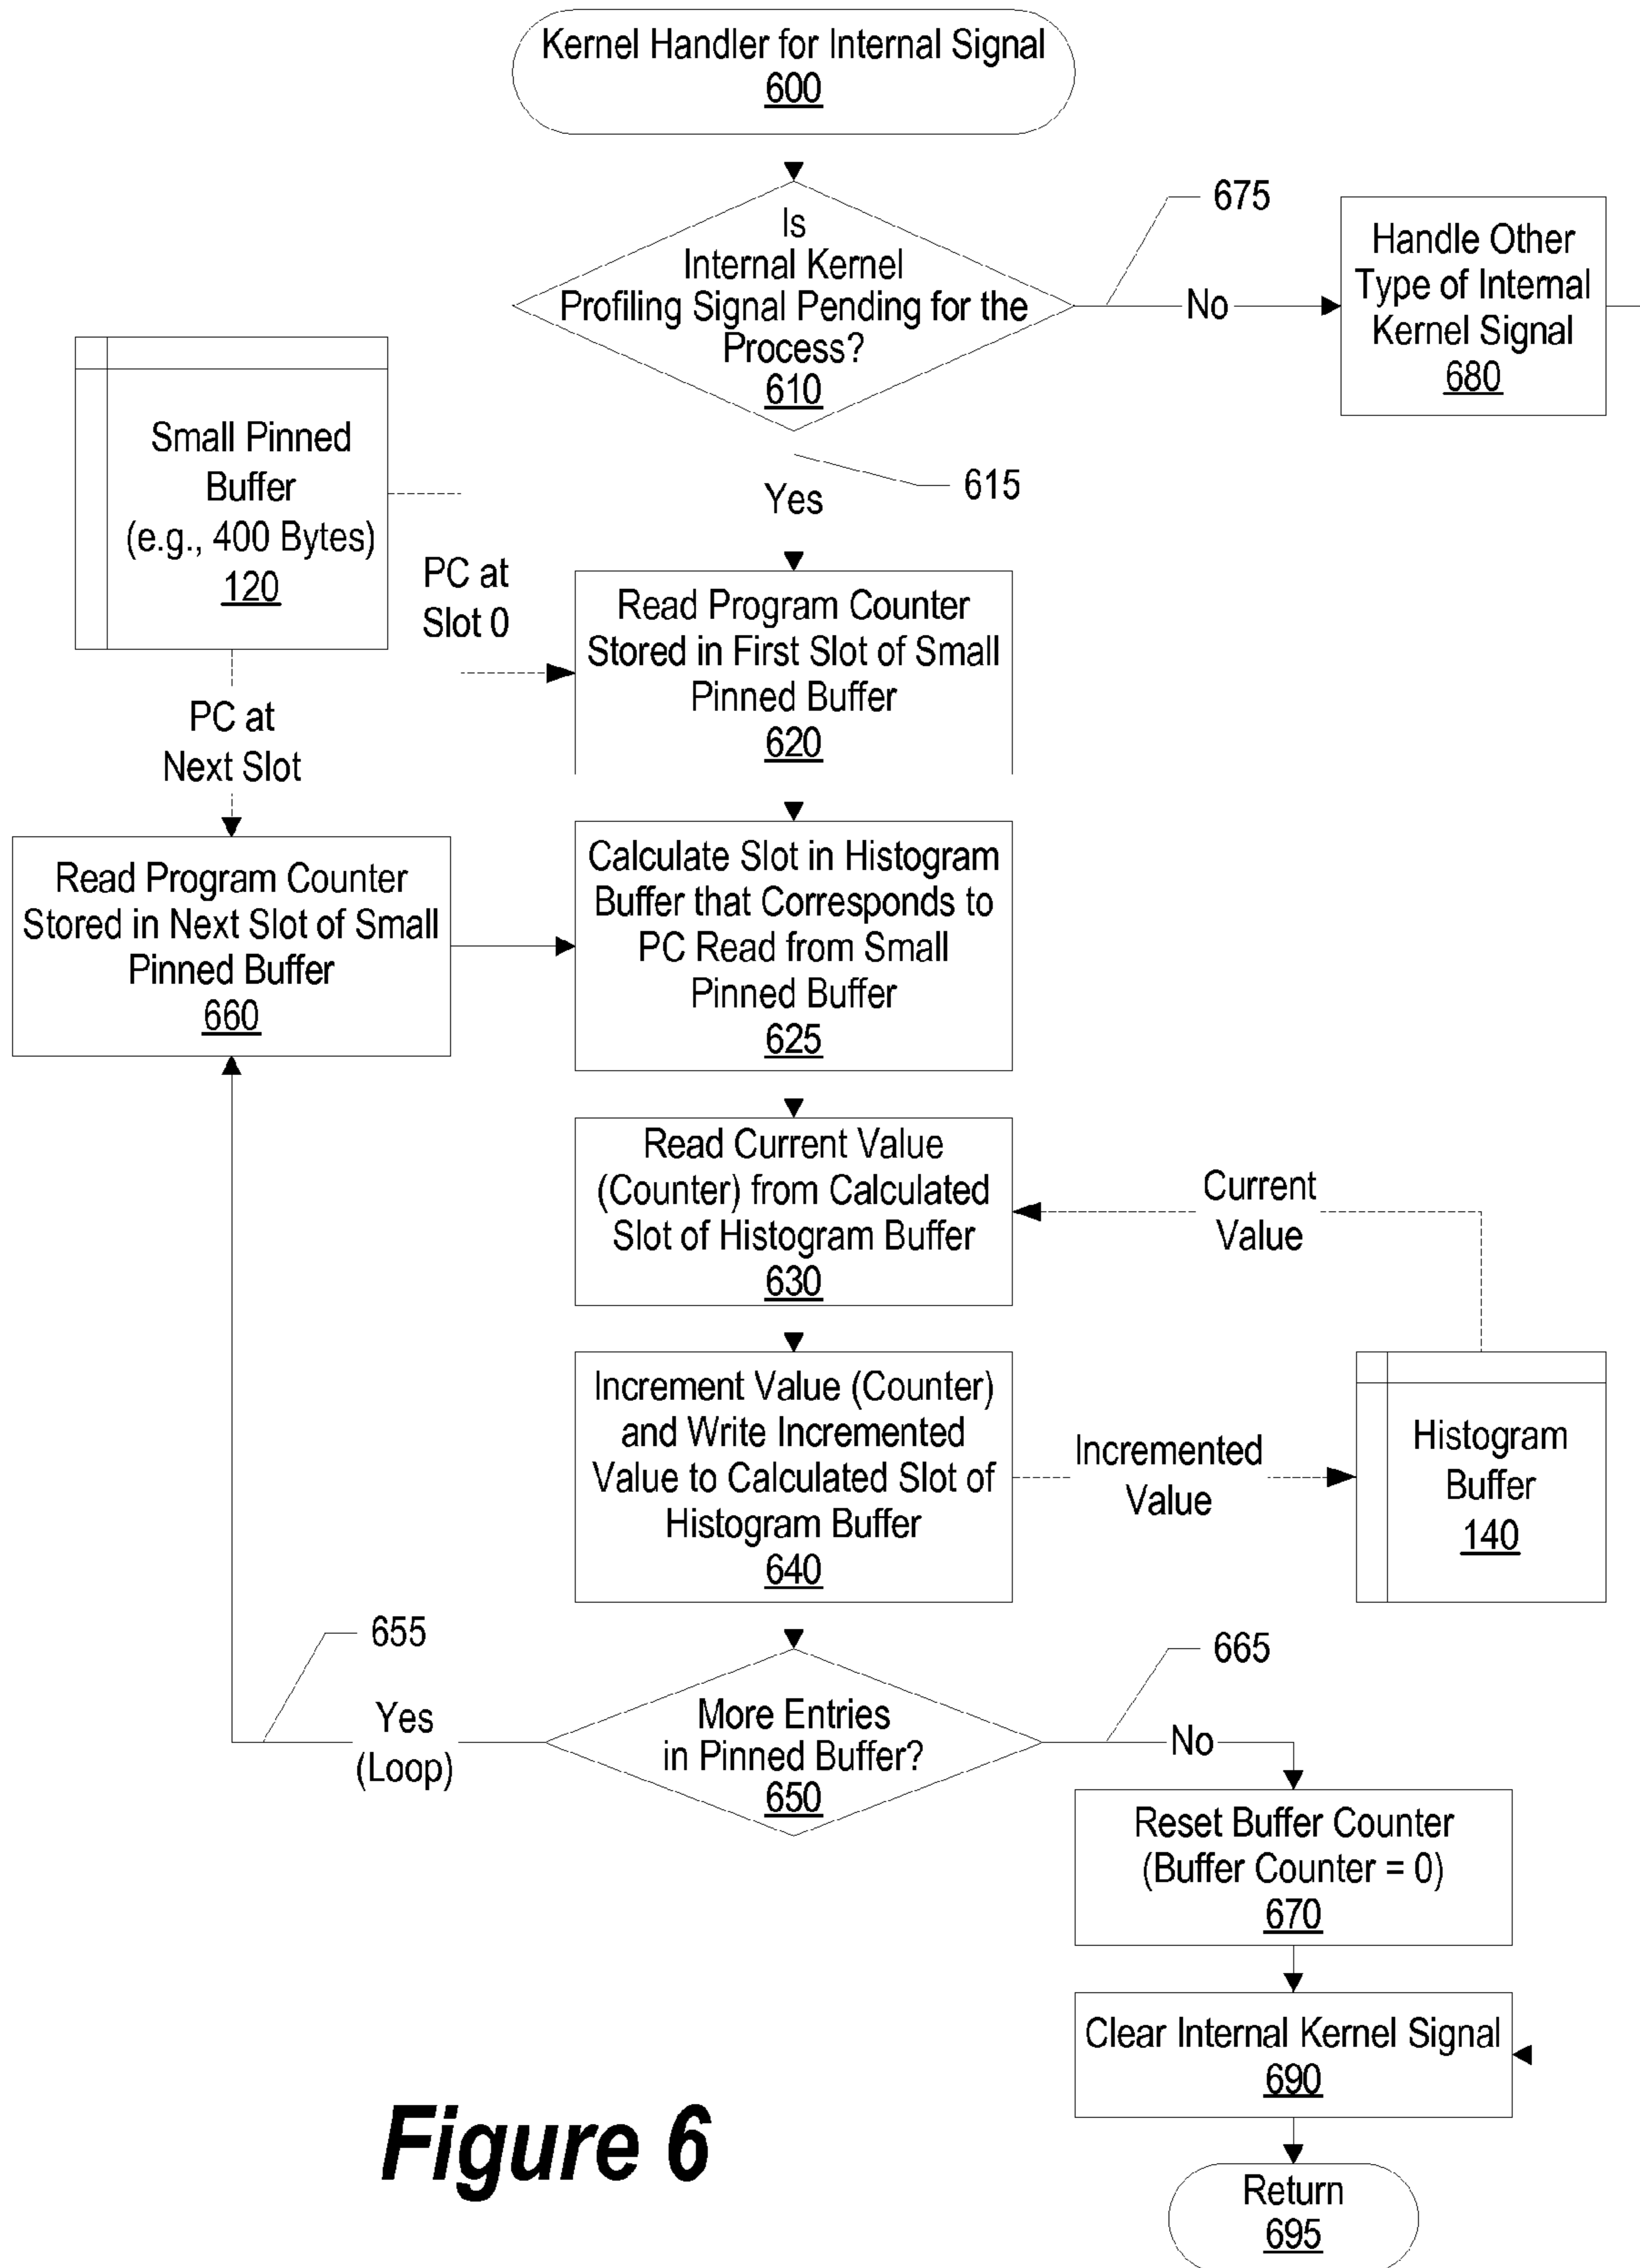 Kernel Handler for Internal Signal
600
675
Is
Internal Kernel
Profiling Signal Pending for the
Process?
610
No
Handle Other
Type of Internal
Kernel Signal
680
Small Pinned
Buffer
(e.g., 400 Bytes)
120
615
Yes
PC at
Slot 0
Read Program Counter
Stored in First Slot of Small
Pinned Buffer
620
PC at
Next Slot
Read Program Counter
Stored in Next Slot of Small
Pinned Buffer
660
Calculate Slot in Histogram
Buffer that Corresponds to
PC Read from Small
Pinned Buffer
625
Read Current Value
(Counter) from Calculated
Slot of Histogram Buffer
630
Current
Value
Increment Value (Counter)
and Write Incremented
Value to Calculated Slot of
Histogram Buffer
640
Incremented
Value
Histogram
Buffer
140
655
665
Yes
(Loop)
More Entries
in Pinned Buffer?
650
No
Reset Buffer Counter
(Buffer Counter = 0)
670
Clear Internal Kernel Signal
690
Return
695
Figure 6